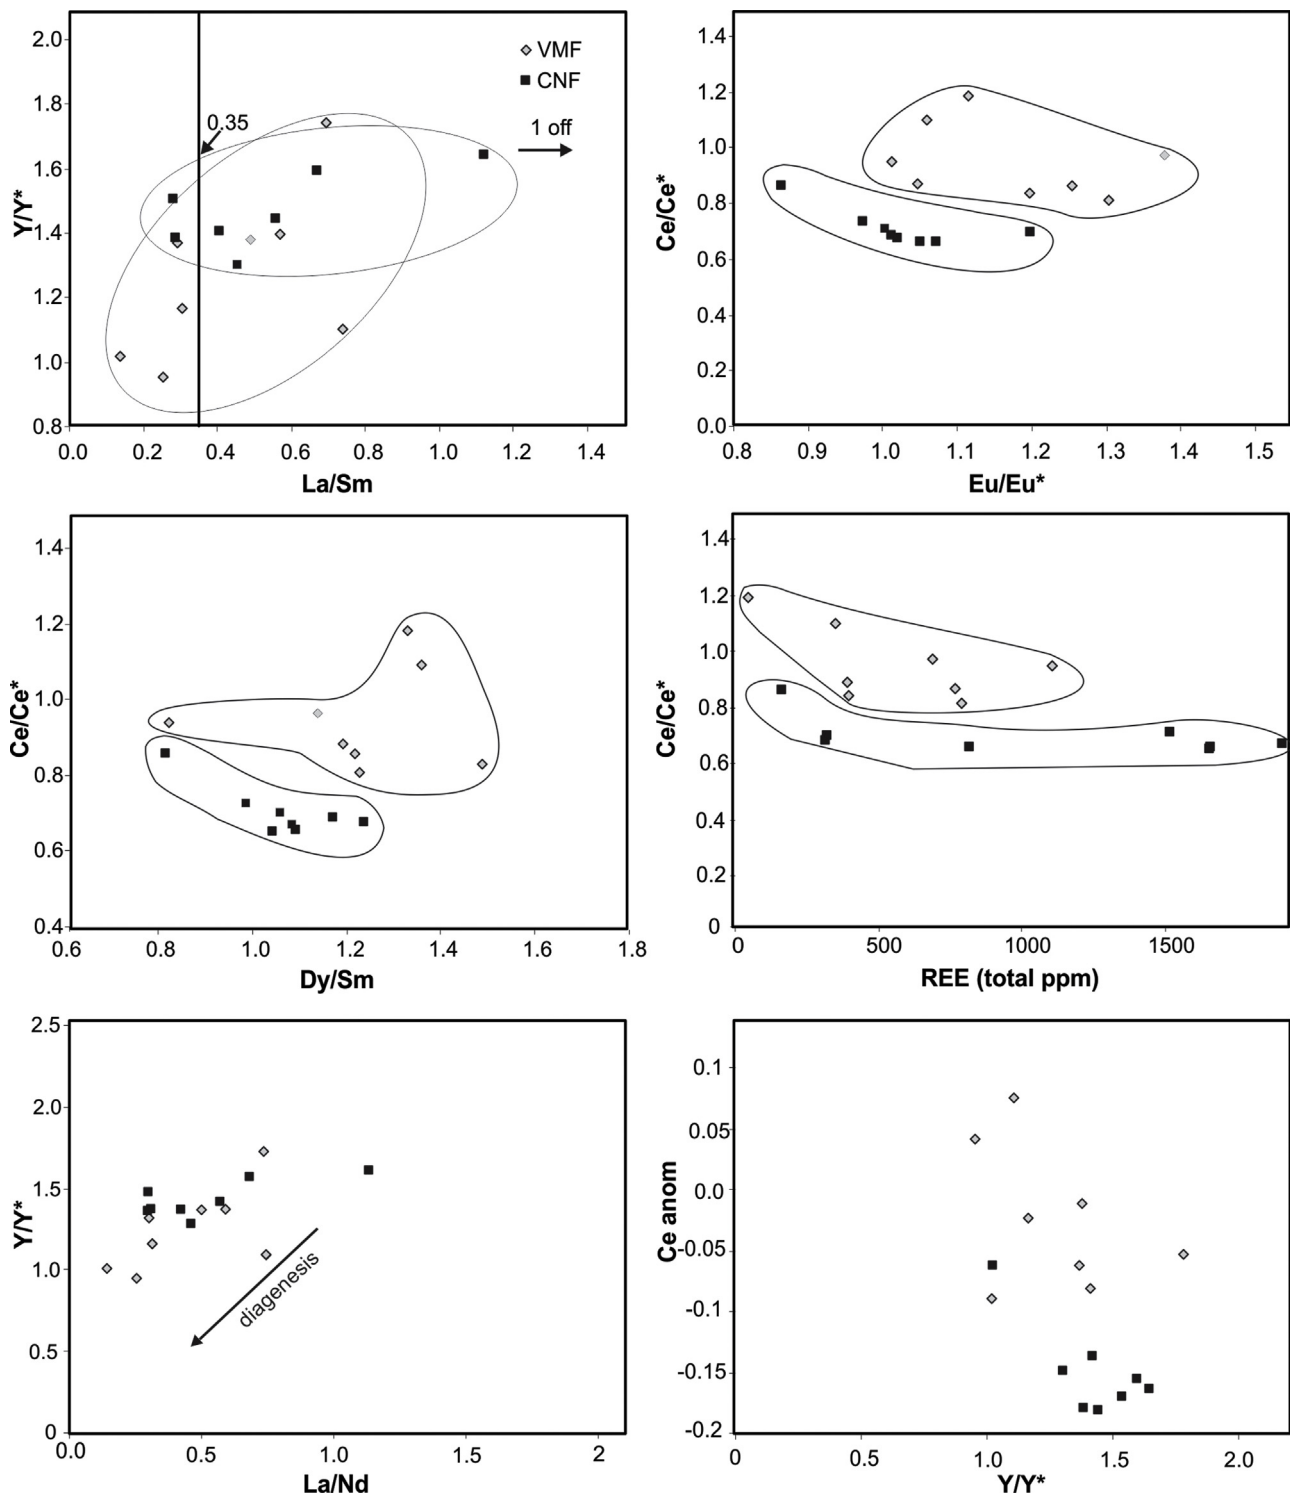 2.0
1.8
1.6
1.4
1.2
1.0
0.8
Y/Y*
VMF
CNF
0.35
1 off
0.0 0.2 0.4 0.6 0.8 1.0 1.2 1.4
La/Sm
1.4
1.2
1.0
0.8
0.6
0.4
0.2
0.0
Ce/Ce*
0.8 0.9 1.0 1.1 1.2 1.3 1.4 1.5
Eu/Eu*
1.4
1.2
1.0
0.8
0.6
0.4
Ce/Ce*
0.6 0.8 1.0 1.2 1.4 1.6 1.8
Dy/Sm
1.4
1.2
1.0
0.8
0.6
0.4
0.2
0
Ce/Ce*
0 500 1000 1500
REE (total ppm)
2.5
2.0
1.5
1.0
0.5
0
Y/Y*
diagenesis
0.0 0.5 1.0 1.5 2
La/Nd
0.1
0.05
0.0
-0.05
-0.1
-0.15
-0.2
Ce anom
0 1.0 1.5 2.0
Y/Y*